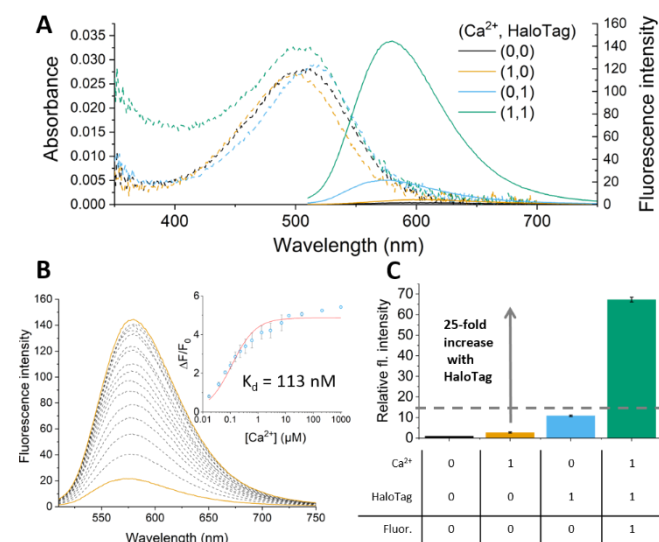 A
(Ca²⁺, HaloTag)
(0,0)
(1,0)
(0,1)
(1,1)
Absorbance
0.035
0.030
0.025
0.020
0.015
0.010
0.005
0.000
400
500
600
700
Wavelength (nm)
160
140
120
100
80
60
40
20
0
Fluorescence intensity
B
Fluorescence intensity
160
140
120
100
80
60
40
20
0
550
600
650
700
750
Wavelength (nm)
ΔF/F₀
6
4
2
0
0.01
0.1
1
10
100
1000
[Ca²⁺] (µM)
K_d = 113 nM
C
Relative fl. intensity
70
60
50
40
30
20
10
0
25-fold
increase
with
HaloTag
Ca²⁺ 0 1 0 1
HaloTag 0 0 1 1
Fluor. 0 0 0 1